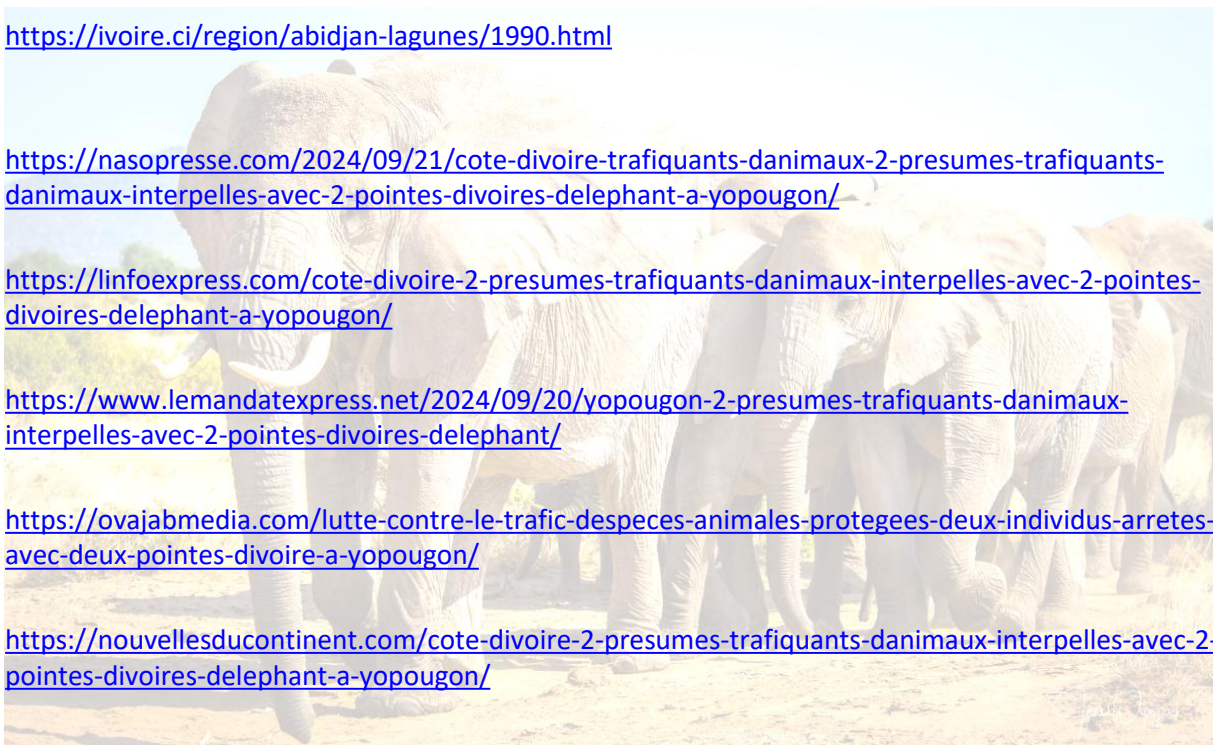 https://ivoire.ci/region/abidjan-lagunes/1990.html
https://nasopresse.com/2024/09/21/cote-divoire-trafiquants-danimaux-2-presumes-trafiquants-
danimaux-interpelles-avec-2-pointes-divoires-delephant-a-yopougon/
https://linfoexpress.com/cote-divoire-2-presumes-trafiquants-danimaux-interpelles-avec-2-pointes-
divoires-delephant-a-yopougon/
https://www.lemandatexpress.net/2024/09/20/yopougon-2-presumes-trafiquants-danimaux-
interpelles-avec-2-pointes-divoires-delephant/
https://ovajabmedia.com/lutte-contre-le-trafic-despeces-animales-protegees-deux-individus-arretes-
avec-deux-pointes-divoire-a-yopougon/
https://nouvellesducontinent.com/cote-divoire-2-presumes-trafiquants-danimaux-interpelles-avec-2-
pointes-divoires-delephant-a-yopougon/